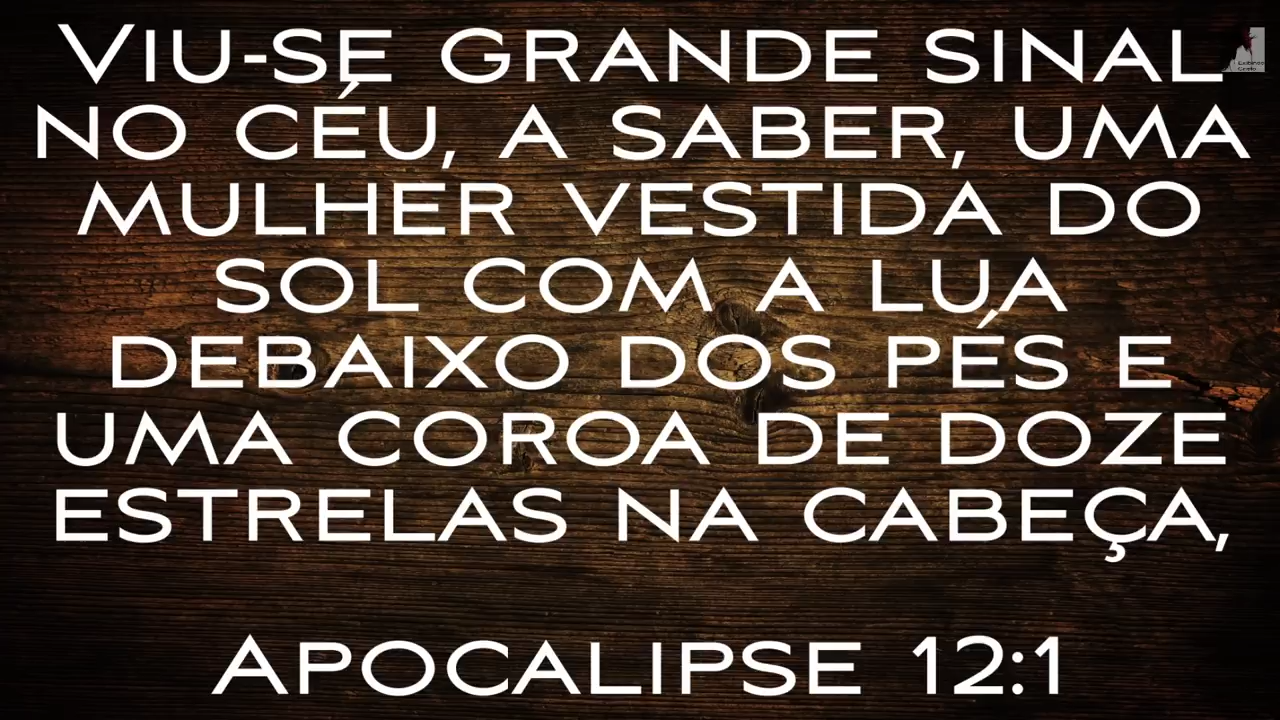 Viu-se grande sinal
no céu, a saber, uma
mulher vestida do
sol com a lua
debaixo dos pés e
uma coroa de doze
estrelas na cabeça,
Apocalipse 12:1